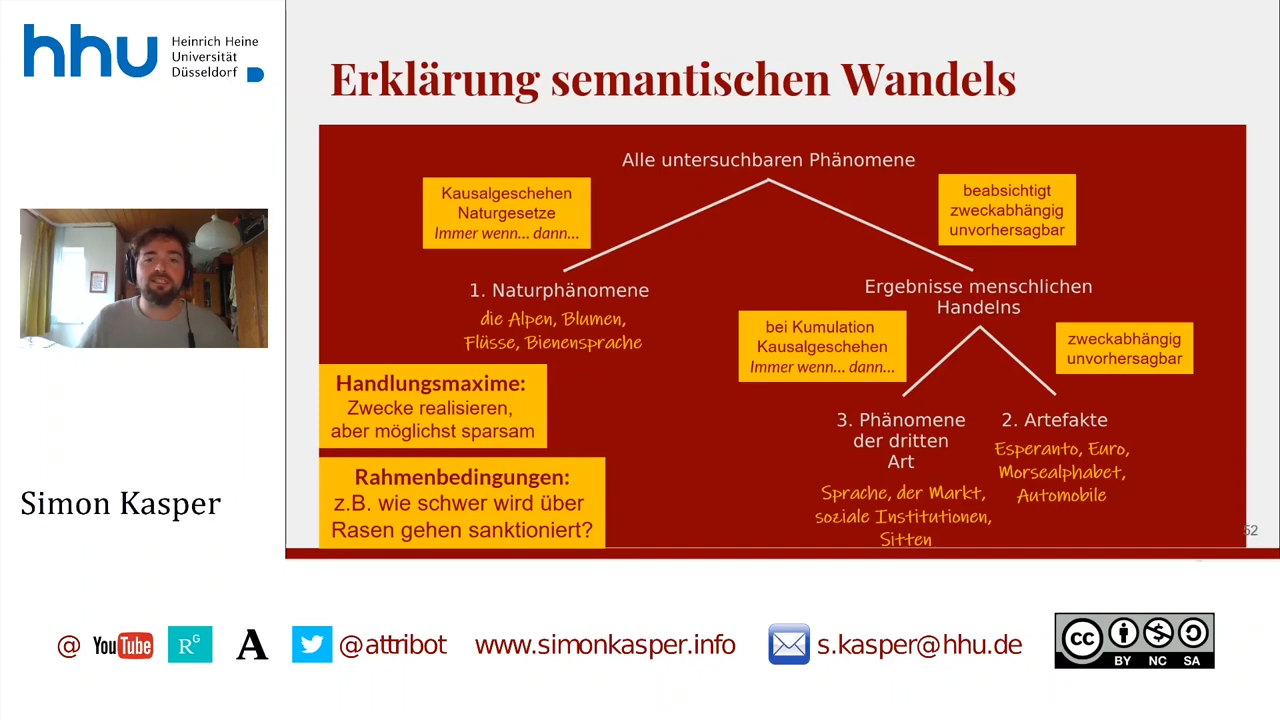 hhu
Heinrich Heine
Universität
Düsseldorf
Simon Kasper
Erklärung semantischen Wandels
Alle untersuchbaren Phänomene
Kausalgeschehen
Naturgesetze
Immer wenn... dann...
beabsichtigt
zweckabhängig
unvorhersagbar
1. Naturphänomene
die Alpen, Blumen,
Flüsse, Bienensprache
Ergebnisse menschlichen
Handelns
bei Kumulation
Kausalgeschehen
Immer wenn... dann...
zweckabhängig
unvorhersagbar
Handlungsmaxime:
Zwecke realisieren,
aber möglichst sparsam
3. Phänomene
der dritten
Art
Sprache, der Markt,
soziale Institutionen,
Sitten
2. Artefakte
Esperanto, Euro,
Morsealphabet,
Automobile
Rahmenbedingungen:
z.B. wie schwer wird über
Rasen gehen sanktioniert?
52
@ YouTube RG A @attribot www.simonkasper.info s.kasper@hhu.de
cc
BY NC SA